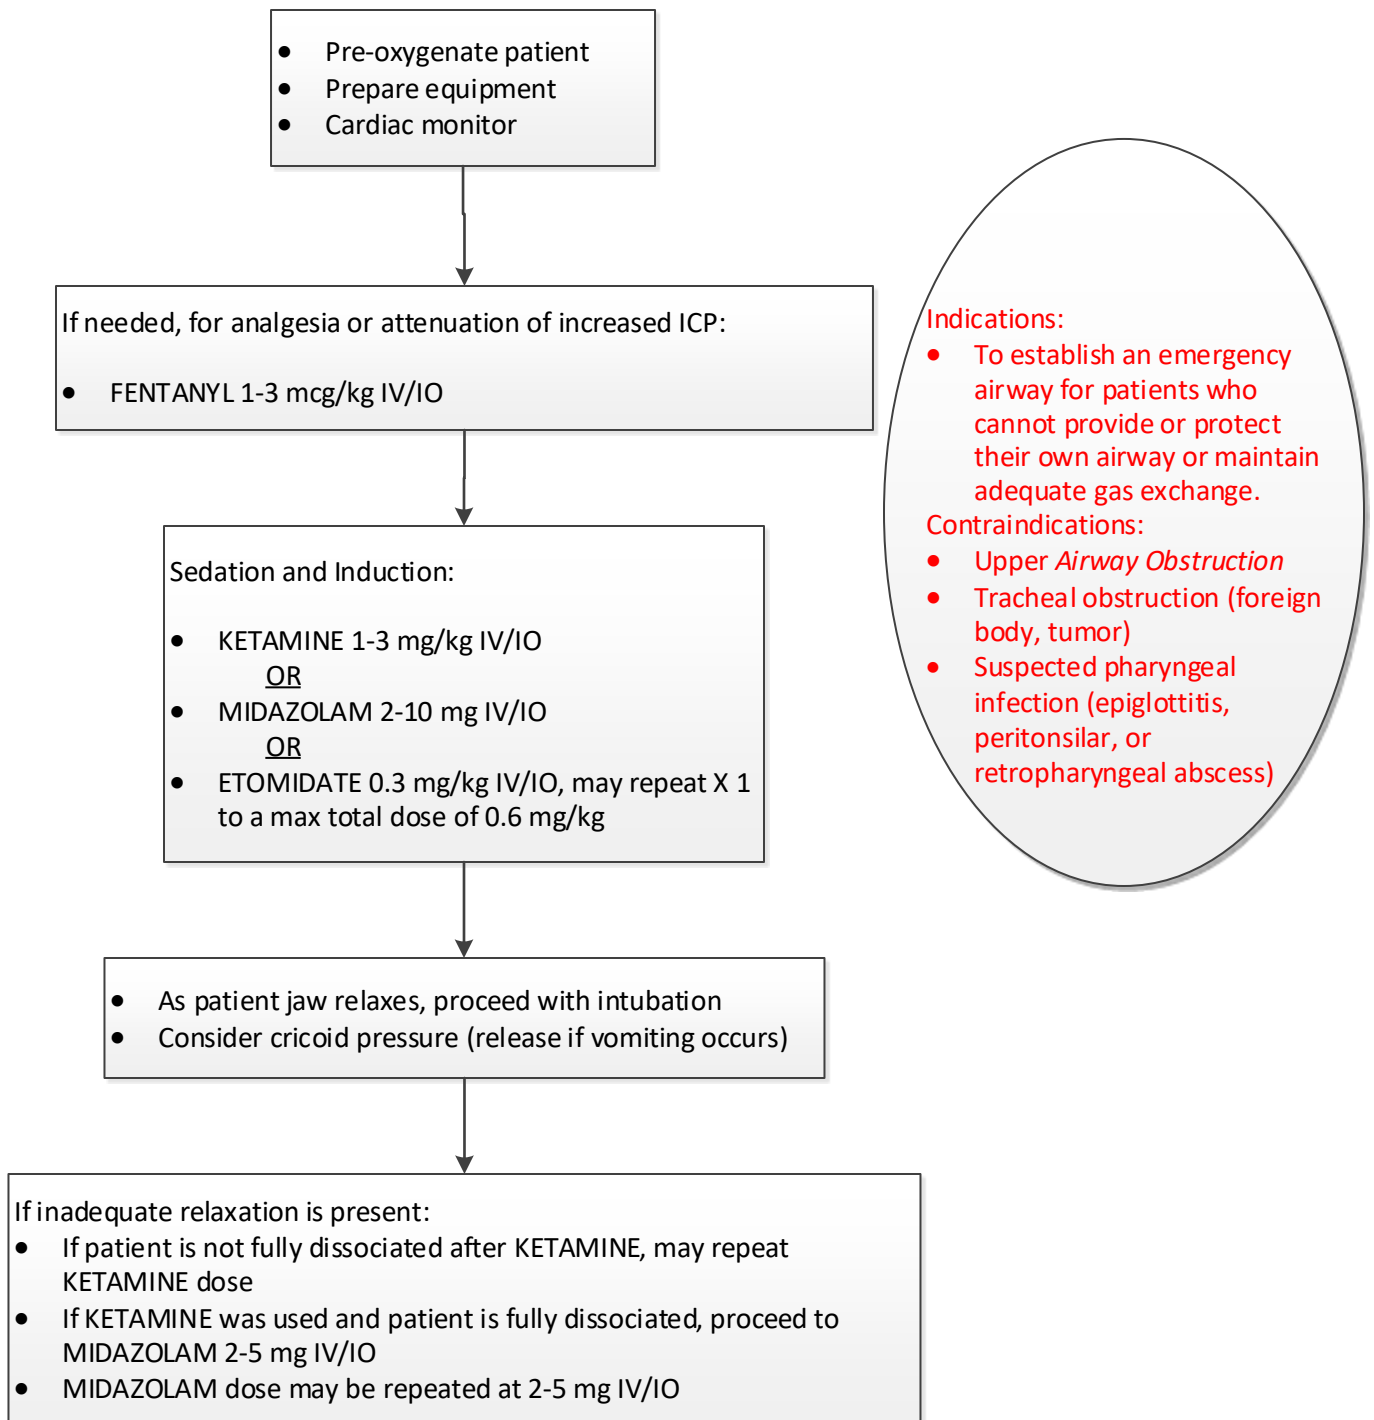 • Pre-oxygenate patient
• Prepare equipment
• Cardiac monitor
If needed, for analgesia or attenuation of increased ICP:
• FENTANYL 1-3 mcg/kg IV/IO
Sedation and Induction:
• KETAMINE 1-3 mg/kg IV/IO
OR
• MIDAZOLAM 2-10 mg IV/IO
OR
• ETOMIDATE 0.3 mg/kg IV/IO, may repeat X 1
to a max total dose of 0.6 mg/kg
• As patient jaw relaxes, proceed with intubation
• Consider cricoid pressure (release if vomiting occurs)
If inadequate relaxation is present:
• If patient is not fully dissociated after KETAMINE, may repeat
KETAMINE dose
• If KETAMINE was used and patient is fully dissociated, proceed to
MIDAZOLAM 2-5 mg IV/IO
• MIDAZOLAM dose may be repeated at 2-5 mg IV/IO
Indications:
• To establish an emergency
airway for patients who
cannot provide or protect
their own airway or maintain
adequate gas exchange.
Contraindications:
• Upper Airway Obstruction
• Tracheal obstruction (foreign
body, tumor)
• Suspected pharyngeal
infection (epiglottitis,
peritonsilar, or
retropharyngeal abscess)